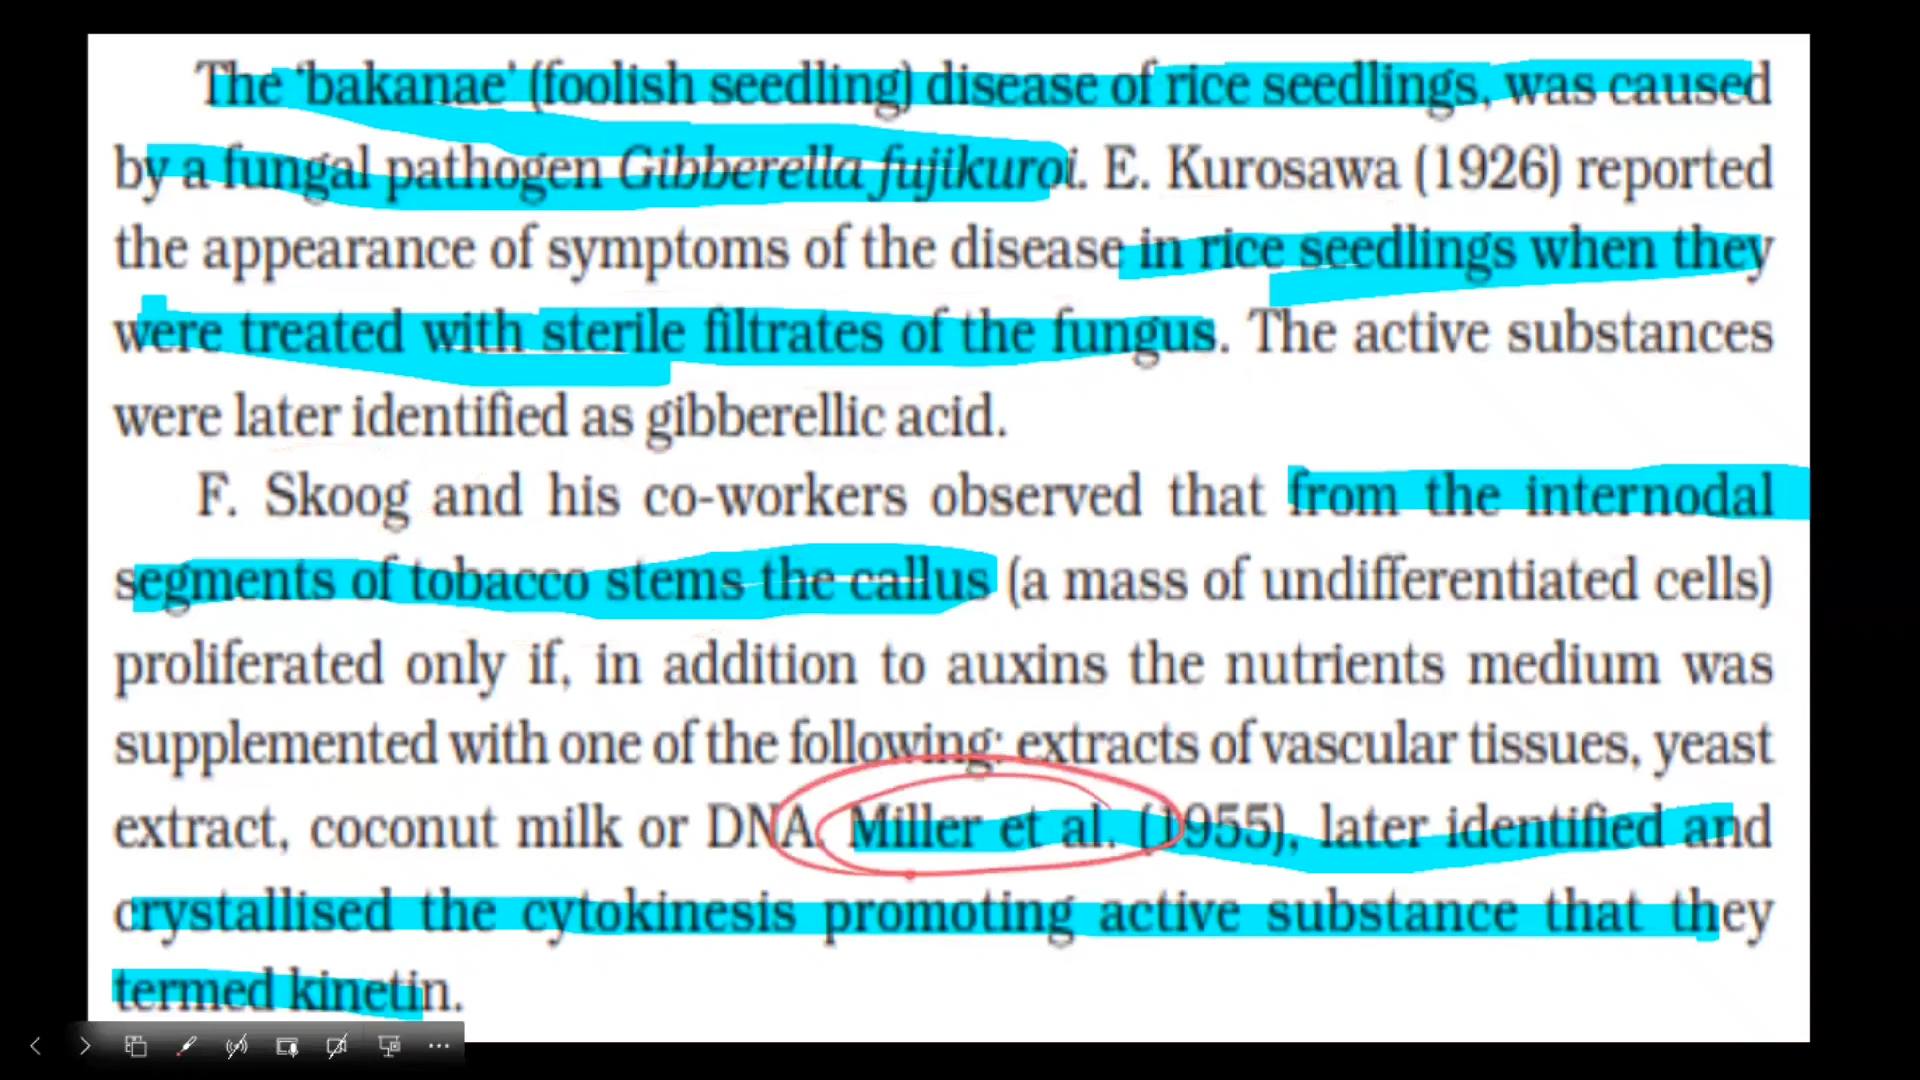 The ‘bakanae’ (foolish seedling) disease of rice seedlings, was caused
by a fungal pathogen Gibberella fujikuroi. E. Kurosawa (1926) reported
the appearance of symptoms of the disease in rice seedlings when they
were treated with sterile filtrates of the fungus. The active substances
were later identified as gibberellic acid.
F. Skoog and his co-workers observed that from the internodal
segments of tobacco stems the callus (a mass of undifferentiated cells)
proliferated only if, in addition to auxins the nutrients medium was
supplemented with one of the following: extracts of vascular tissues, yeast
extract, coconut milk or DNA. Miller et al. (1955), later identified and
crystallised the cytokinesis promoting active substance that they
termed kinetin.